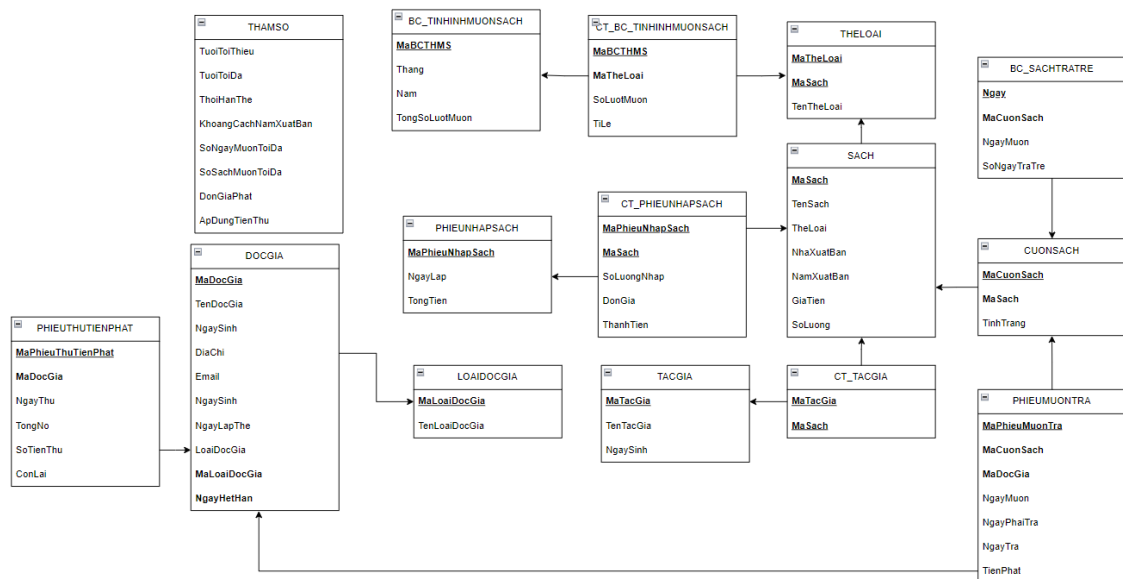 THAMSO
TuoiToiThieu
TuoiToiDa
ThoiHanThe
KhoangCachNamXuatBan
SoNgayMuonToiDa
SoSachMuonToiDa
DonGiaPhat
ApDungTienThu
BC_TINHINHMUONSACH
MaBCTHMS
Thang
Nam
TongSoLuotMuon
CT_BC_TINHINHMUONSACH
MaBCTHMS
MaTheLoai
SoLuotMuon
TiLe
THELOAI
MaTheLoai
MaSach
TenTheLoai
BC_SACHTRATRE
Ngay
MaCuonSach
NgayMuon
SoNgayTraTre
SACH
MaSach
TenSach
TheLoai
NhaXuatBan
NamXuatBan
GiaTien
SoLuong
CT_PHIEUNHAPSACH
MaPhieuNhapSach
MaSach
SoLuongNhap
DonGia
ThanhTien
PHIEUNHAPSACH
MaPhieuNhapSach
NgayLap
TongTien
DOCGIA
MaDocGia
TenDocGia
NgaySinh
DiaChi
Email
NgaySinh
NgayLapThe
LoaiDocGia
MaLoaiDocGia
NgayHetHan
CUONSACH
MaCuonSach
MaSach
TinhTrang
PHIEUTHUTIENPHAT
MaPhieuThuTienPhat
MaDocGia
NgayThu
TongNo
SoTienThu
ConLai
LOAIDOCGIA
MaLoaiDocGia
TenLoaiDocGia
TACGIA
MaTacGia
TenTacGia
NgaySinh
CT_TACGIA
MaTacGia
MaSach
PHIEUMUONTRA
MaPhieuMuonTra
MaCuonSach
MaDocGia
NgayMuon
NgayPhaiTra
NgayTra
TienPhat